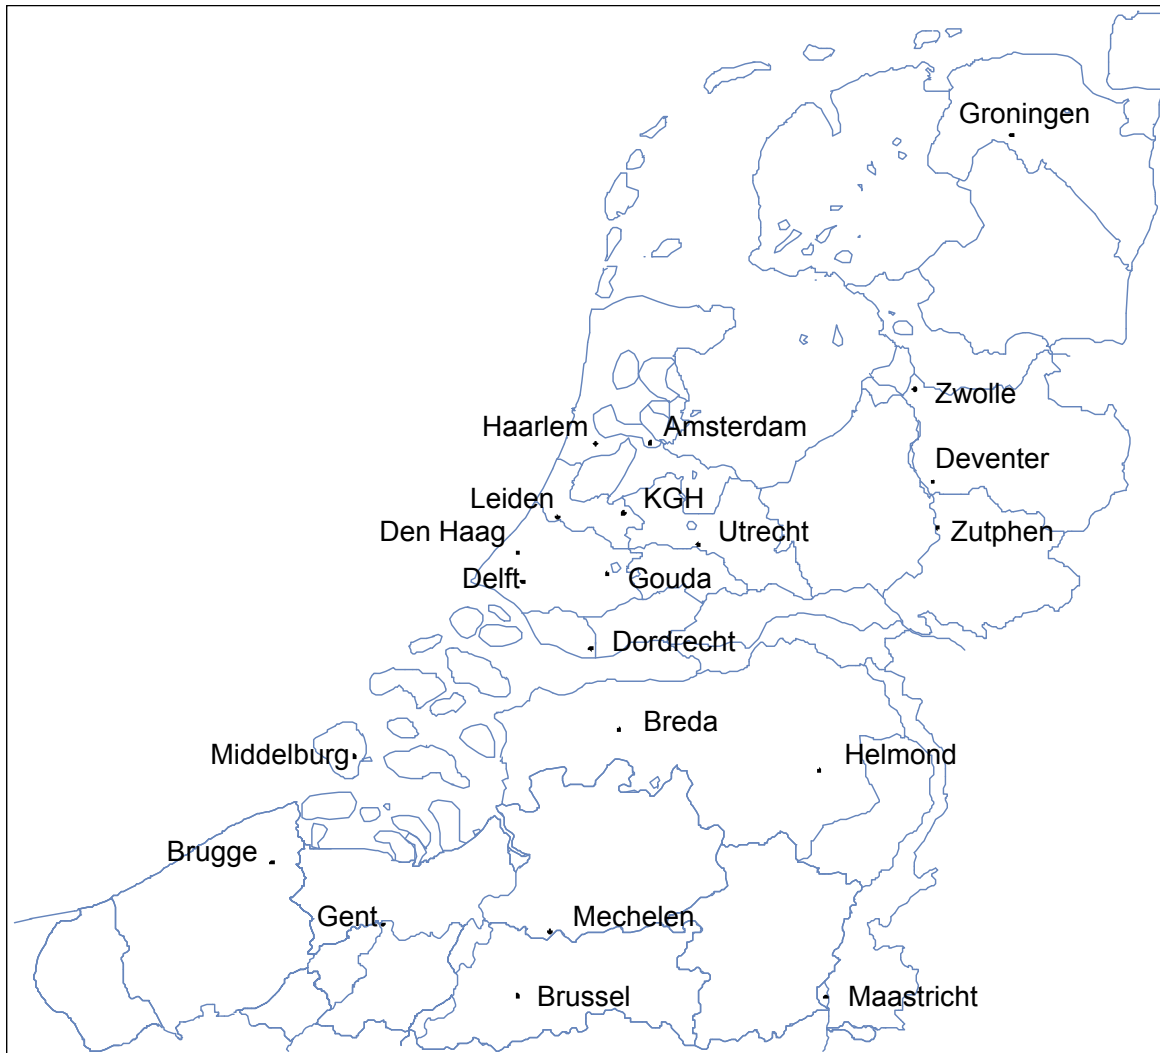 Groningen
Zwolle
Haarlem
Amsterdam
Deventer
Leiden
KGH
Den Haag
Utrecht
Zutphen
Delft
Gouda
Dordrecht
Breda
Middelburg
Helmond
Brugge
Gent
Mechelen
Brussel
Maastricht